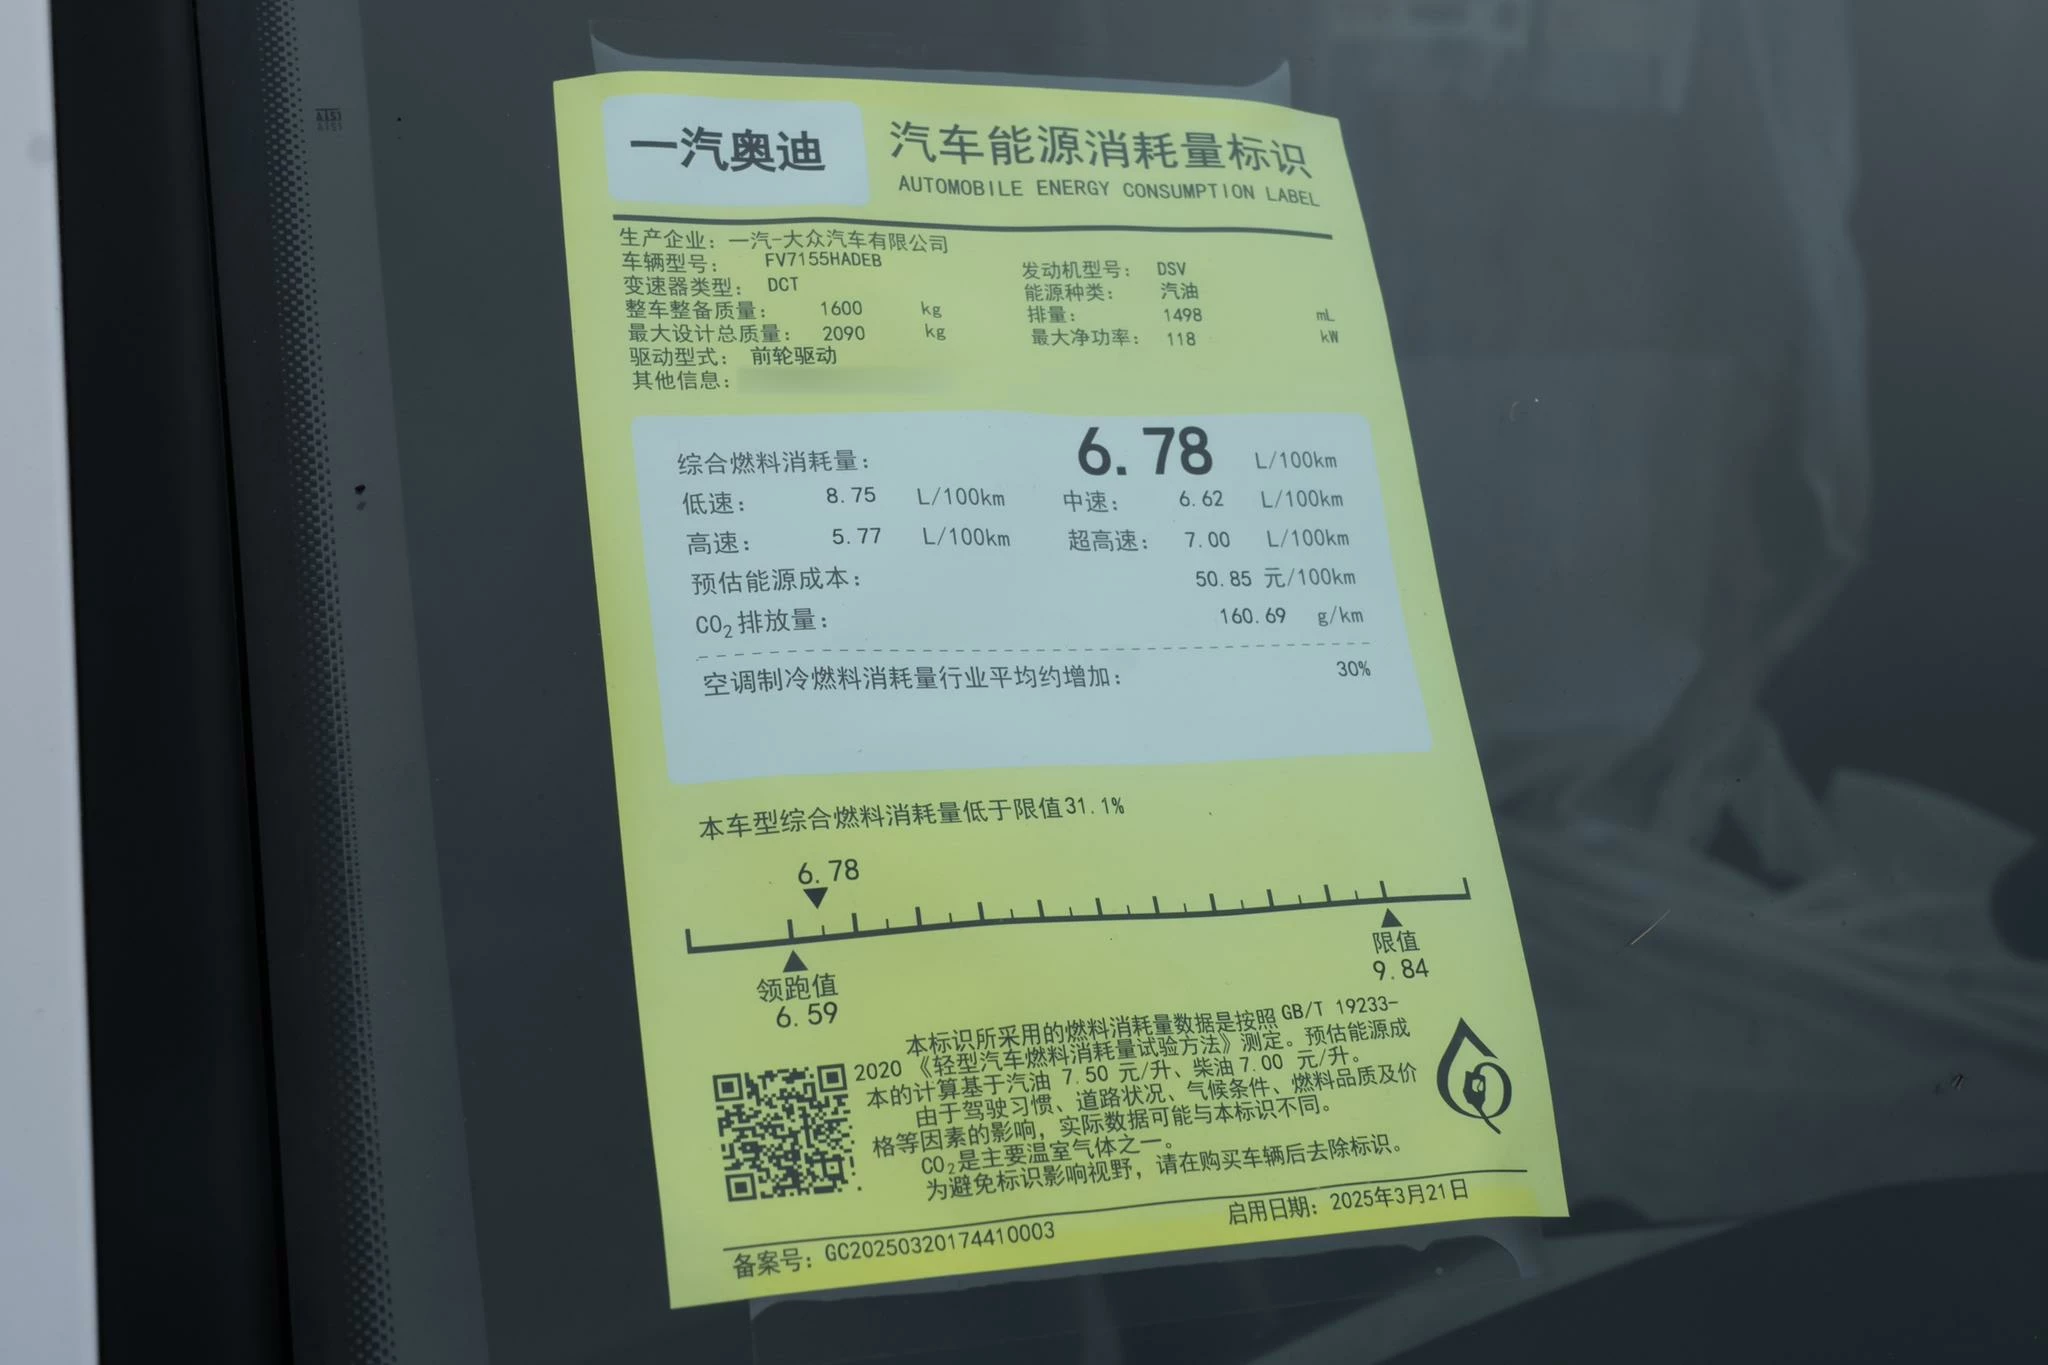 一汽奥迪
汽车能源消耗量标识
AUTOMOBILE ENERGY CONSUMPTION LABEL
生产企业：一汽-大众汽车有限公司
车辆型号： FV7155HADEB 发动机型号： DSV
变速器类型： DCT 能源种类： 汽油
整车整备质量： 1600 kg 排量： 1498 mL
最大设计总质量： 2090 kg 最大净功率： 118 kW
驱动型式： 前轮驱动
其他信息：
综合燃料消耗量： 6.78 L/100km
低速： 8.75 L/100km 中速： 6.62 L/100km
高速： 5.77 L/100km 超高速： 7.00 L/100km
预估能源成本： 50.85 元/100km
CO₂排放量： 160.69 g/km
空调制冷燃料消耗量行业平均约增加： 30%
本车型综合燃料消耗量低于限值31.1%
6.78
领跑值
6.59
限值
9.84
本标识所采用的燃料消耗量数据是按照GB/T 19233-
2020《轻型汽车燃料消耗量试验方法》测定。预估能源成
本的计算基于汽油 7.50 元/升、柴油7.00 元/升。
由于驾驶习惯、道路状况、气候条件、燃料品质及价
格等因素的影响，实际数据可能与本标识不同。
CO₂是主要温室气体之一。
为避免标识影响视野，请在购买车辆后去除标识。
备案号：GC20250320174410003 启用日期：2025年3月21日